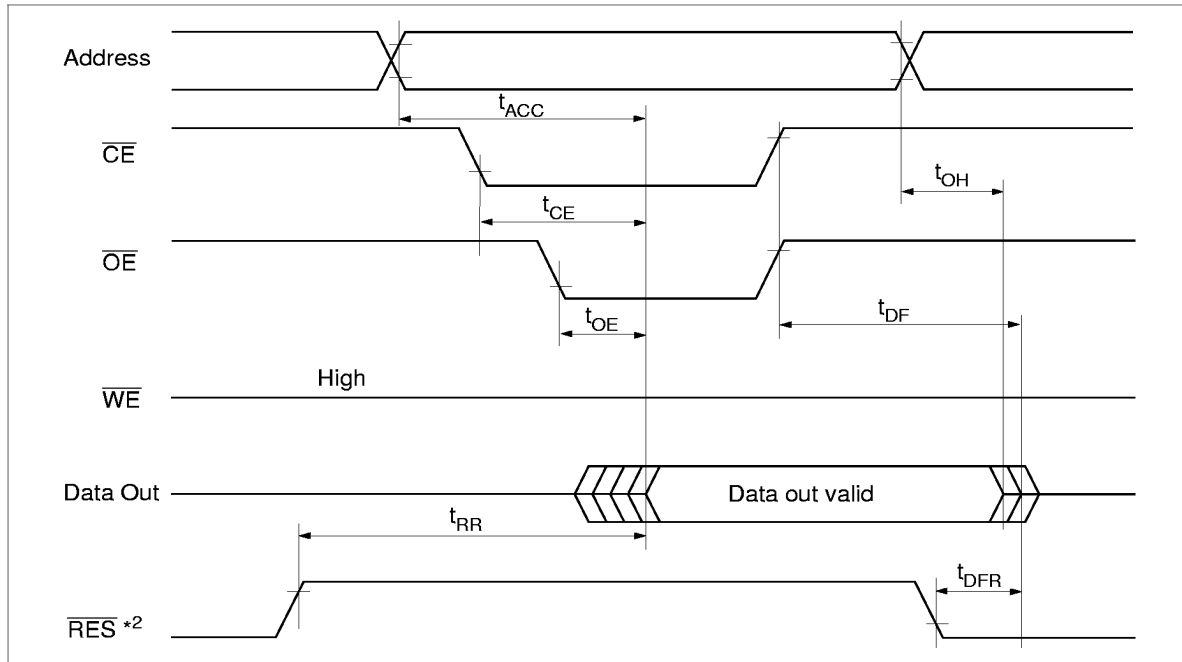 Address
tACC
CE
tOH
tCE
OE
tDF
tOE
High
WE
Data Out
Data out valid
tRR
tDFR
RES *2